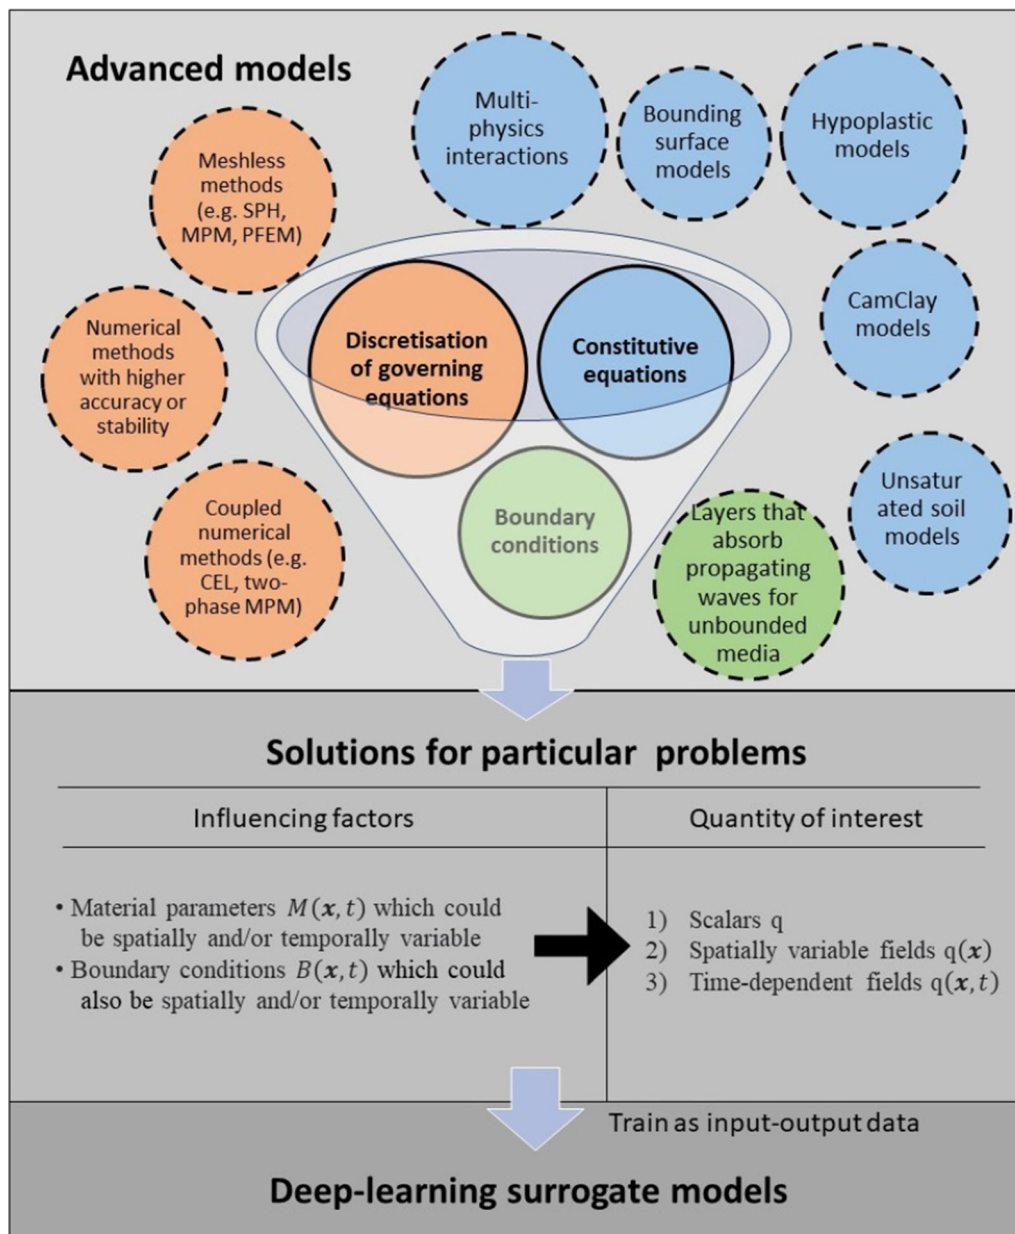 Advanced models
Multi-
physics
interactions
Bounding
surface
models
Hypoplastic
models
Meshless
methods
(e.g. SPH,
MPM, PFEM)
CamClay
models
Numerical
methods
with higher
accuracy or
stability
Discretisation
of governing
equations
Constitutive
equations
Coupled
numerical
methods (e.g.
CEL, two-
phase MPM)
Boundary
conditions
Layers that
absorb
propagating
waves for
unbounded
media
Unsatur
ated soil
models
Solutions for particular problems
Influencing factors
Quantity of interest
• Material parameters M(x, t) which could
be spatially and/or temporally variable
• Boundary conditions B(x, t) which could
also be spatially and/or temporally variable
1) Scalars q
2) Spatially variable fields q(x)
3) Time-dependent fields q(x, t)
Train as input-output data
Deep-learning surrogate models